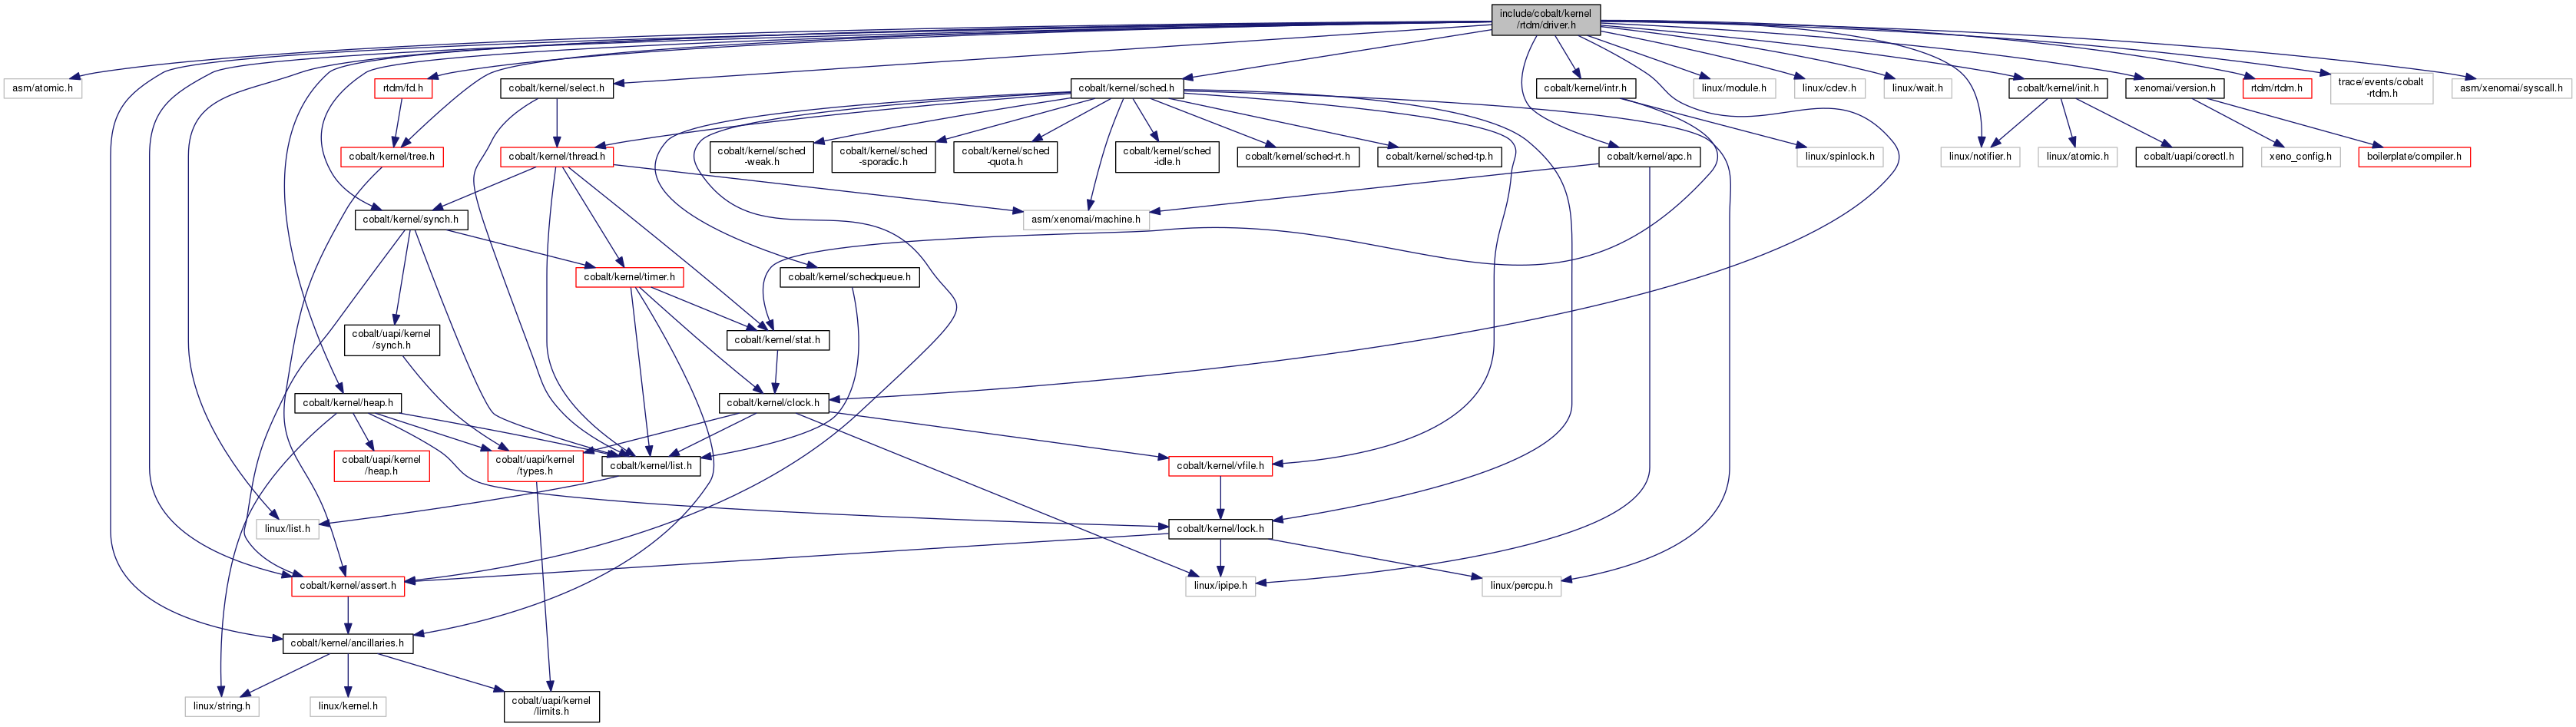 include/cobalt/kernel
/rtdm/driver.h
asm/atomic.h
rtdm/fd.h
cobalt/kernel/select.h
cobalt/kernel/sched.h
cobalt/kernel/intr.h
linux/module.h
linux/cdev.h
linux/wait.h
cobalt/kernel/init.h
xenomai/version.h
rtdm/rtdm.h
trace/events/cobalt
-rtdm.h
asm/xenomai/syscall.h
cobalt/kernel/tree.h
cobalt/kernel/thread.h
cobalt/kernel/sched
-weak.h
cobalt/kernel/sched
-sporadic.h
cobalt/kernel/sched
-quota.h
cobalt/kernel/sched
-idle.h
cobalt/kernel/sched-rt.h
cobalt/kernel/sched-tp.h
cobalt/kernel/apc.h
linux/spinlock.h
linux/notifier.h
linux/atomic.h
cobalt/uapi/corectl.h
xeno_config.h
boilerplate/compiler.h
cobalt/kernel/synch.h
asm/xenomai/machine.h
cobalt/kernel/timer.h
cobalt/kernel/schedqueue.h
cobalt/uapi/kernel
/synch.h
cobalt/kernel/stat.h
cobalt/kernel/heap.h
cobalt/kernel/clock.h
cobalt/uapi/kernel
/heap.h
cobalt/uapi/kernel
/types.h
cobalt/kernel/list.h
cobalt/kernel/vfile.h
linux/list.h
cobalt/kernel/lock.h
cobalt/kernel/assert.h
linux/ipipe.h
linux/percpu.h
cobalt/kernel/ancillaries.h
linux/string.h
linux/kernel.h
cobalt/uapi/kernel
/limits.h